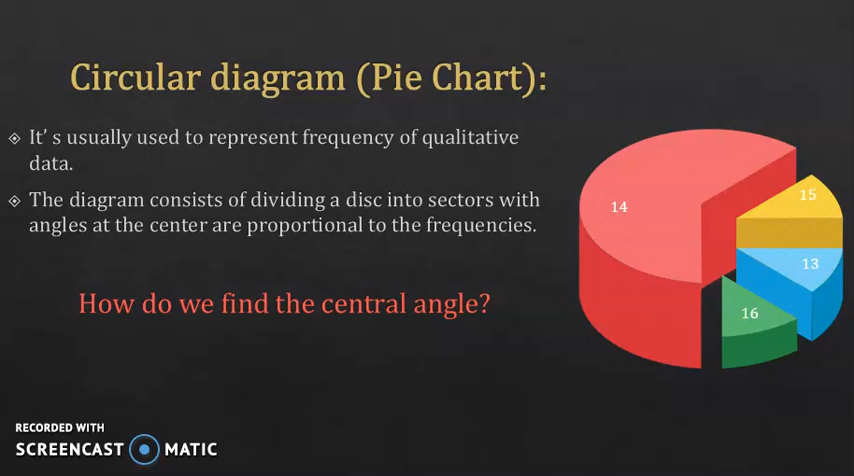 Circular diagram (Pie Chart):
It' s usually used to represent frequency of qualitative
data.
The diagram consists of dividing a disc into sectors with
angles at the center are proportional to the frequencies.
How do we find the central angle?
14
15
13
16
RECORDED WITH
SCREENCAST MATIC